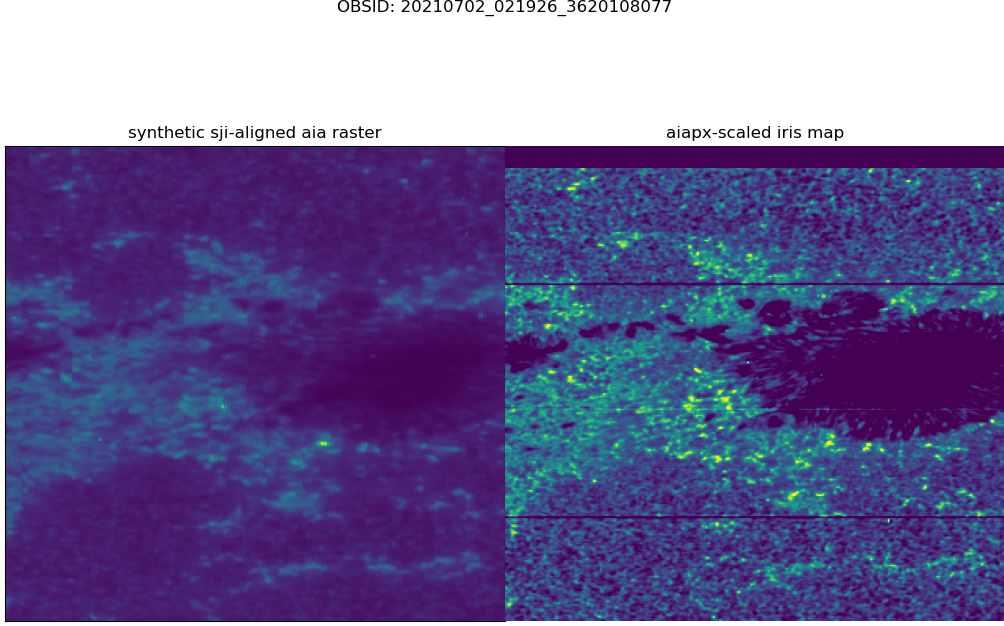 OBSID: 20210702_021926_3620108077
synthetic sji-aligned aia raster
aiapx-scaled iris map